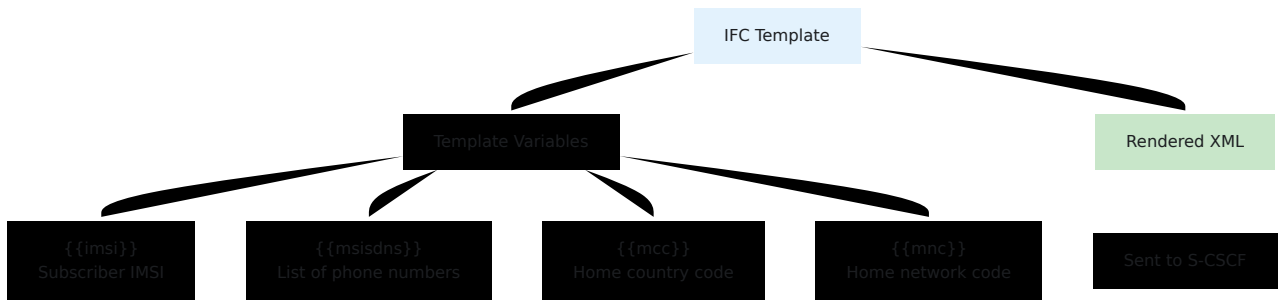 IFC Template
Template Variables
Rendered XML
{{imsi}}
Subscriber IMSI
{{msisdns}}
List of phone numbers
{{mcc}}
Home country code
{{mnc}}
Home network code
Sent to S-CSCF